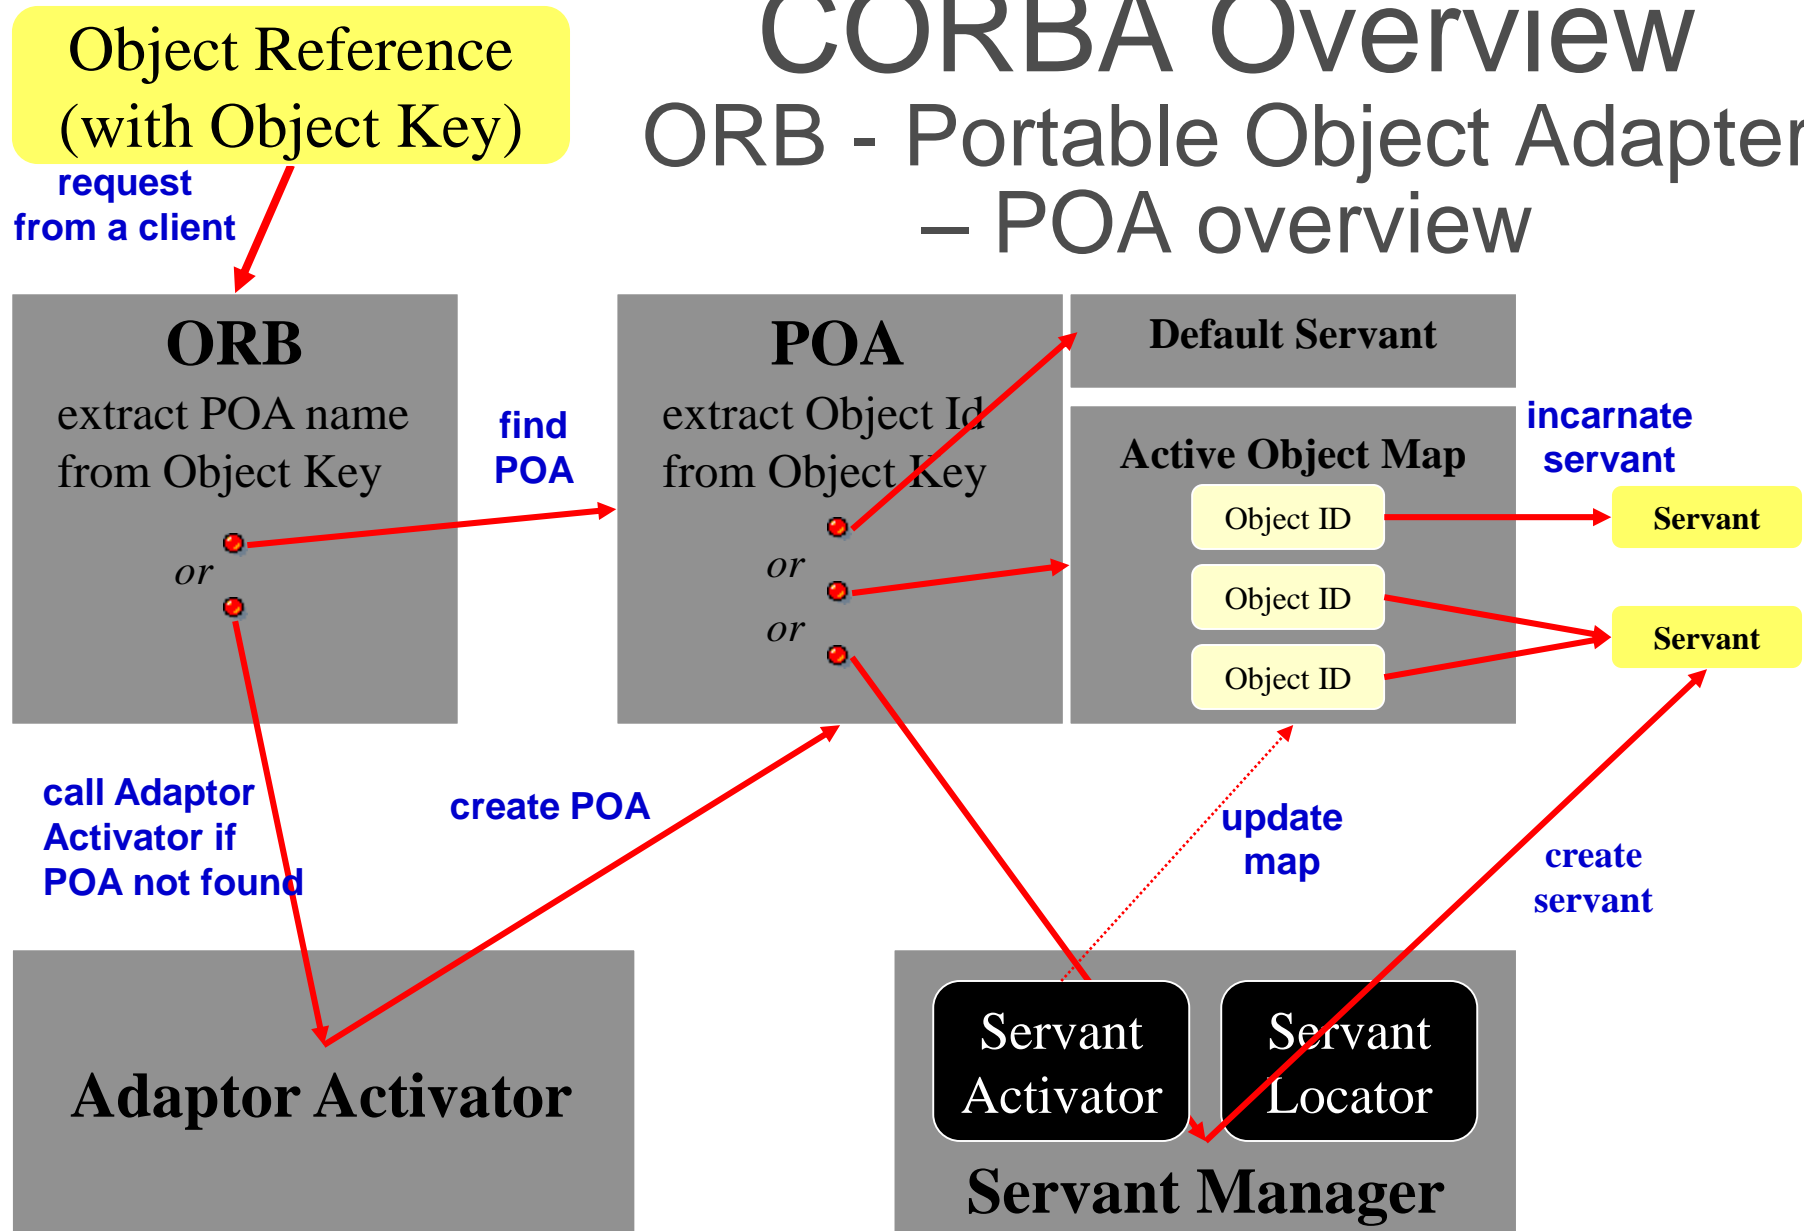 CORBA Overview
ORB - Portable Object Adapter
– POA overview
Object Reference
(with Object Key)
request
from a client
ORB
extract POA name
from Object Key
or
find
POA
POA
extract Object Id
from Object Key
or
or
Default Servant
Active Object Map
Object ID
Object ID
Object ID
incarnate
servant
Servant
Servant
call Adaptor
Activator if
POA not found
create POA
update
map
create
servant
Adaptor Activator
Servant
Activator
Servant
Locator
Servant Manager